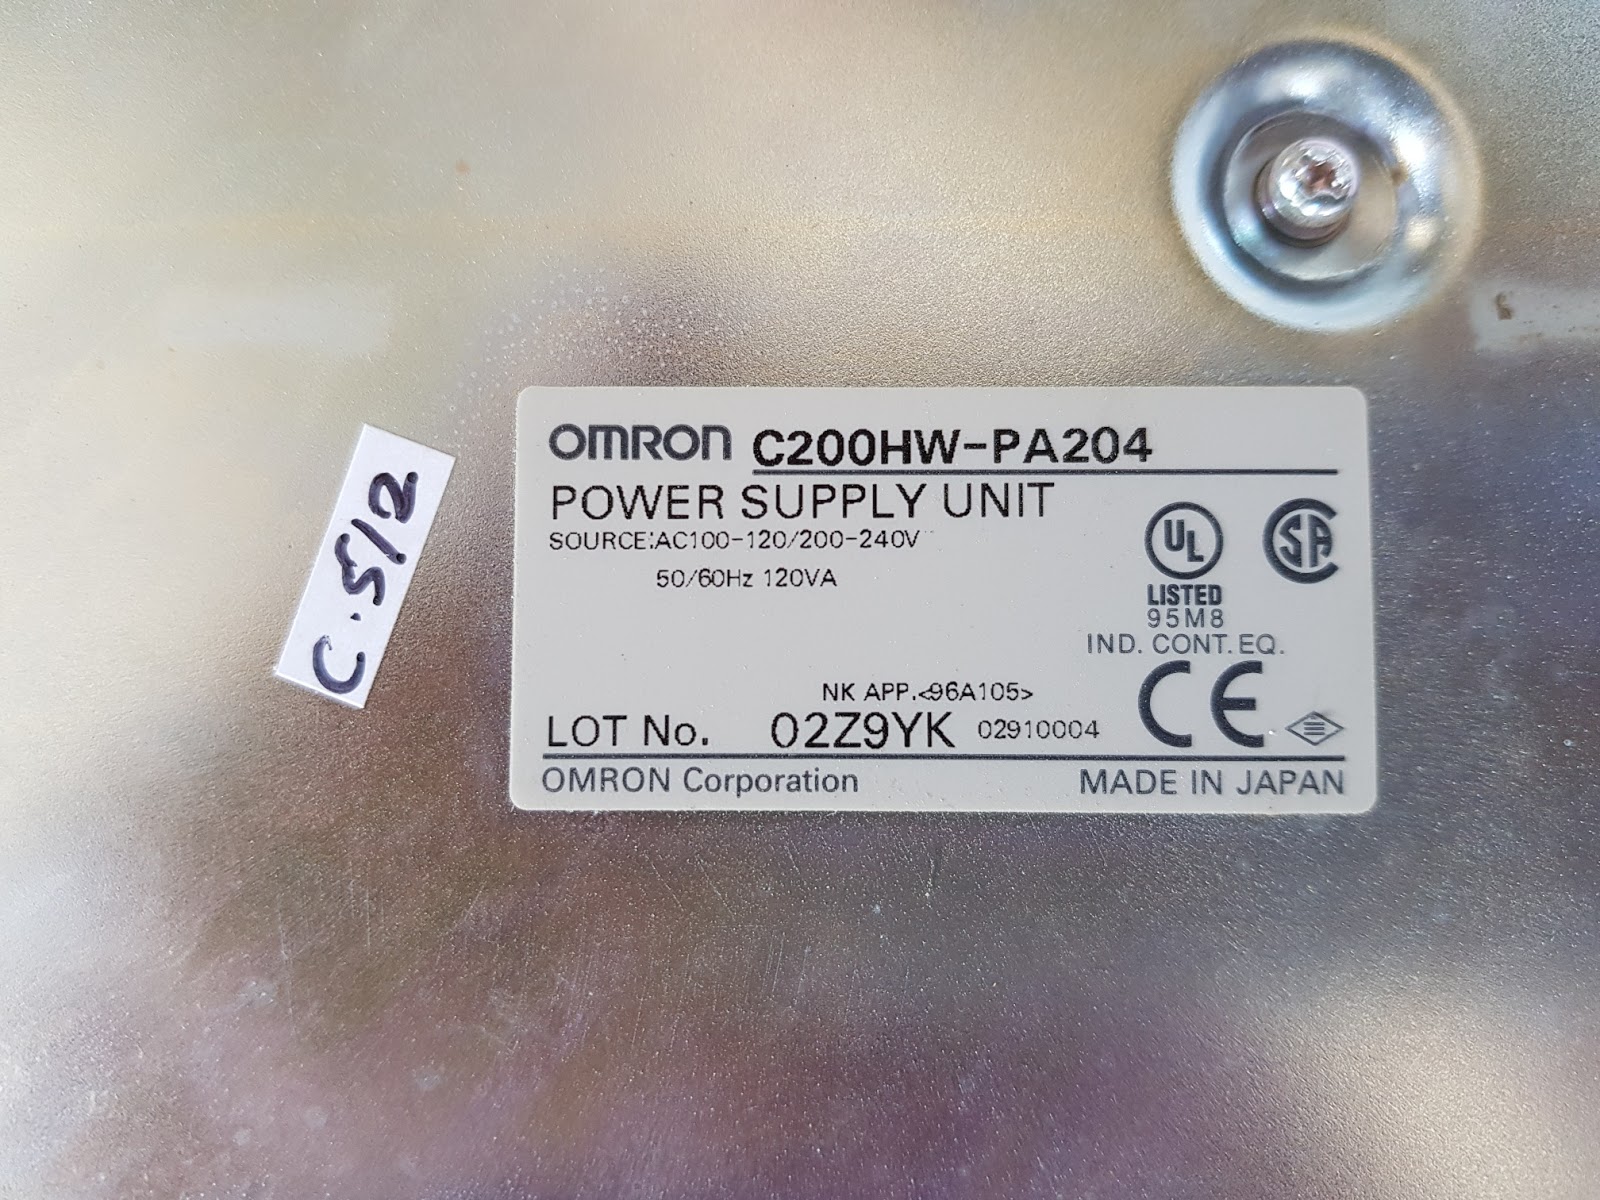 OMRON C200HW-PA204
POWER SUPPLY UNIT
SOURCE:AC100-120/200-240V
50/60Hz 120VA
UL
LISTED
95M8
IND. CONT. EQ.
SA
NK APP.<96A105>
CE
LOT No. 02Z9YK 02910004
OMRON Corporation MADE IN JAPAN
C.5/2